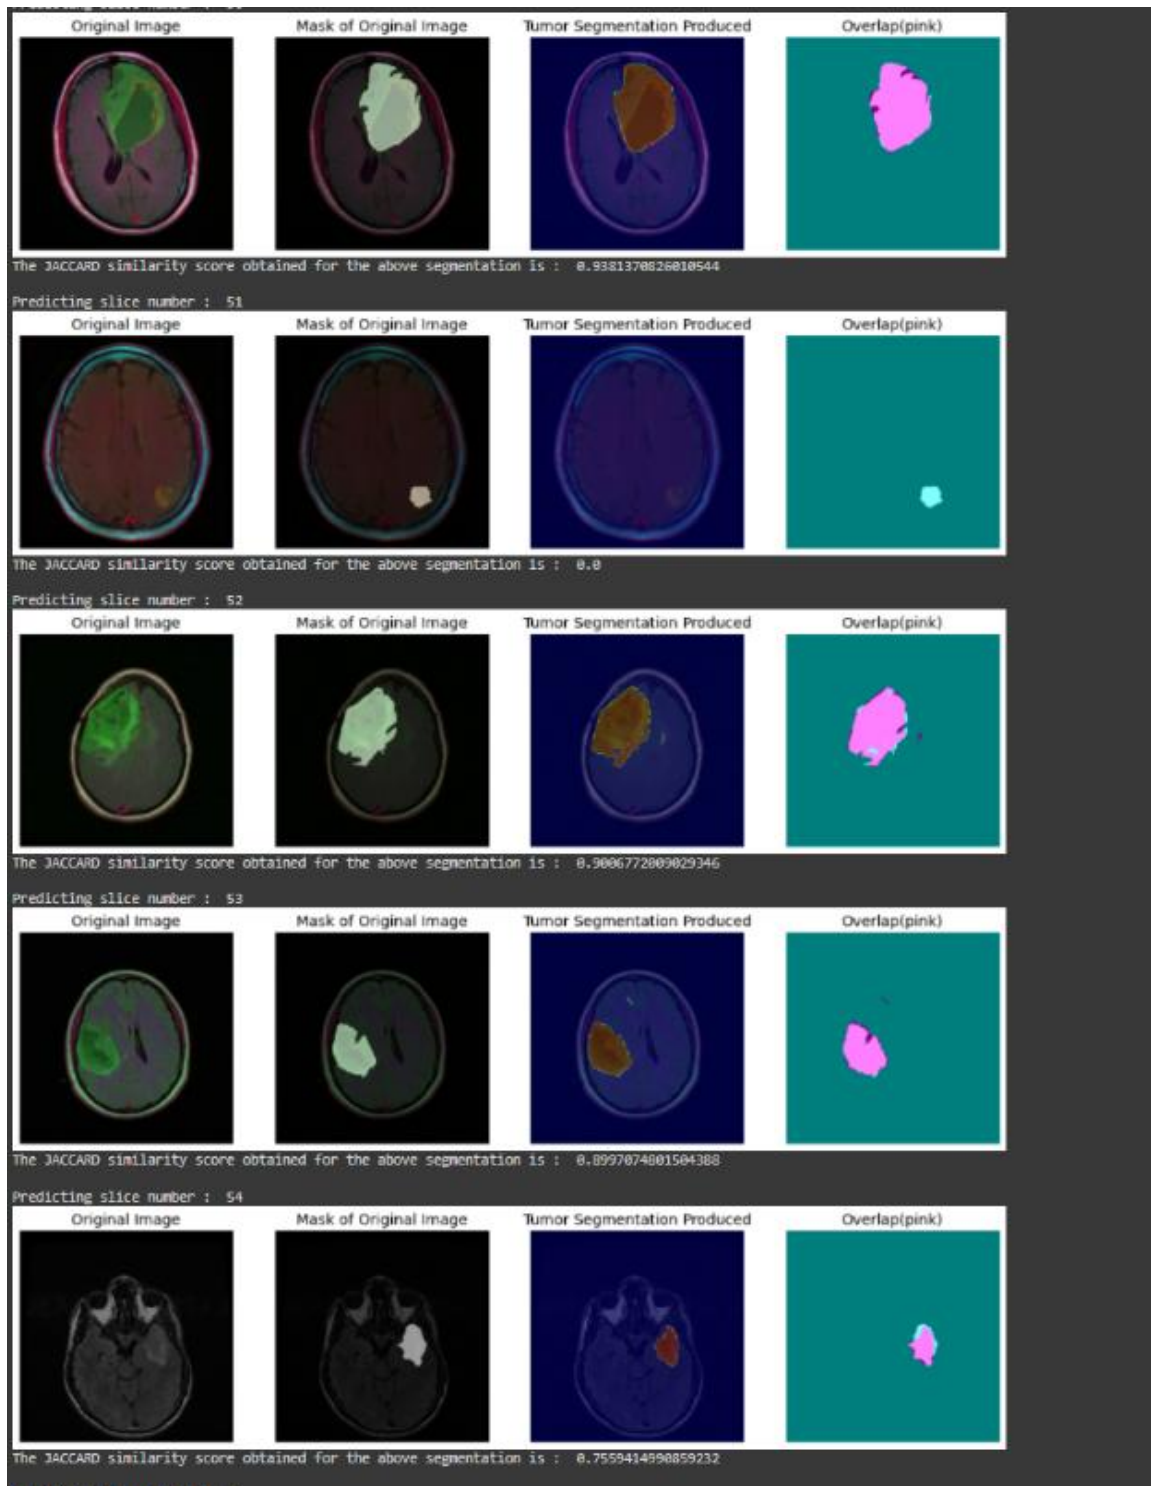 Original Image Mask of Original Image Tumor Segmentation Produced Overlap(pink)
The JACCARD similarity score obtained for the above segmentation is : 0.9381370826010544
Predicting slice number : 51
Original Image Mask of Original Image Tumor Segmentation Produced Overlap(pink)
The JACCARD similarity score obtained for the above segmentation is : 0.0
Predicting slice number : 52
Original Image Mask of Original Image Tumor Segmentation Produced Overlap(pink)
The JACCARD similarity score obtained for the above segmentation is : 0.9006772009029346
Predicting slice number : 53
Original Image Mask of Original Image Tumor Segmentation Produced Overlap(pink)
The JACCARD similarity score obtained for the above segmentation is : 0.8997074801504388
Predicting slice number : 54
Original Image Mask of Original Image Tumor Segmentation Produced Overlap(pink)
The JACCARD similarity score obtained for the above segmentation is : 0.7559414990859232